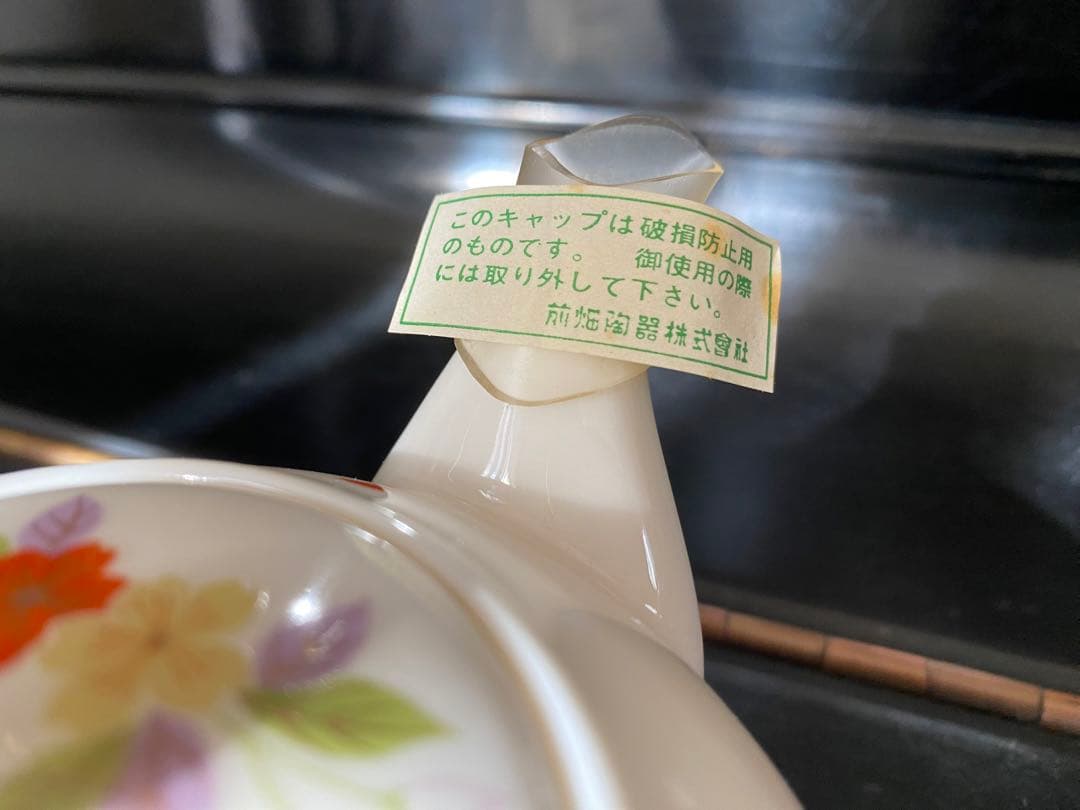 このキャップは破損防止用
のものです。　御使用の際
には取り外して下さい。
前畑陶器株式會社